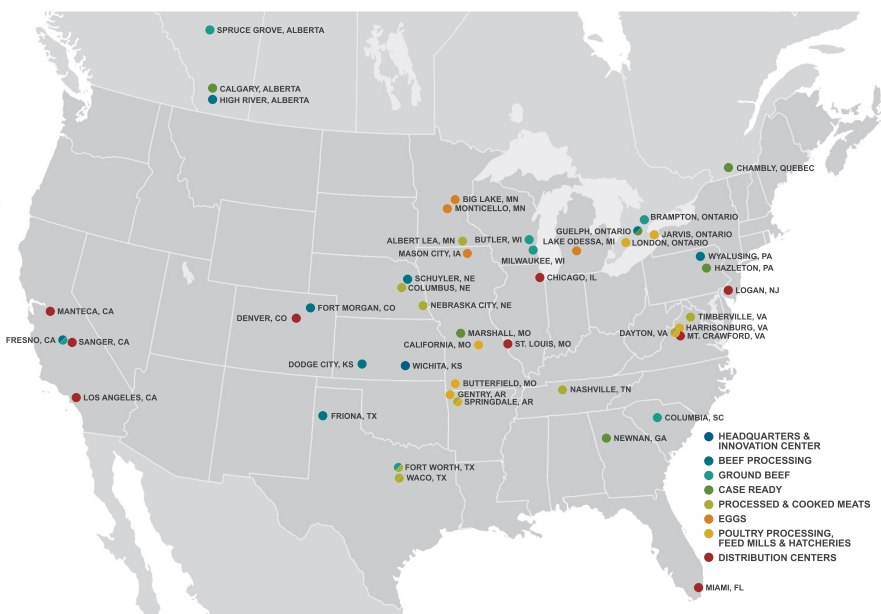 SPRUCE GROVE, ALBERTA
CALGARY, ALBERTA
HIGH RIVER, ALBERTA
CHAMBLY, QUEBEC
BIG LAKE, MN
MONTICELLO, MN
BRAMPTON, ONTARIO
GUELPH, ONTARIO
JARVIS, ONTARIO
ALBERT LEA, MN
BUTLER, WI
LAKE ODESSA, MI
LONDON, ONTARIO
MASON CITY, IA
MILWAUKEE, WI
WYALUSING, PA
HAZLETON, PA
SCHUYLER, NE
CHICAGO, IL
COLUMBUS, NE
LOGAN, NJ
NEBRASKA CITY, NE
FORT MORGAN, CO
MANTECA, CA
DENVER, CO
TIMBERVILLE, VA
HARRISONBURG, VA
DAYTON, VA
MT. CRAWFORD, VA
MARSHALL, MO
FRESNO, CA
SANGER, CA
CALIFORNIA, MO
ST. LOUIS, MO
DODGE CITY, KS
WICHITA, KS
BUTTERFIELD, MO
NASHVILLE, TN
LOS ANGELES, CA
GENTRY, AR
SPRINGDALE, AR
FRIONA, TX
COLUMBIA, SC
NEWNAN, GA
FORT WORTH, TX
WACO, TX
MIAMI, FL
HEADQUARTERS &
INNOVATION CENTER
BEEF PROCESSING
GROUND BEEF
CASE READY
PROCESSED & COOKED MEATS
EGGS
POULTRY PROCESSING,
FEED MILLS & HATCHERIES
DISTRIBUTION CENTERS